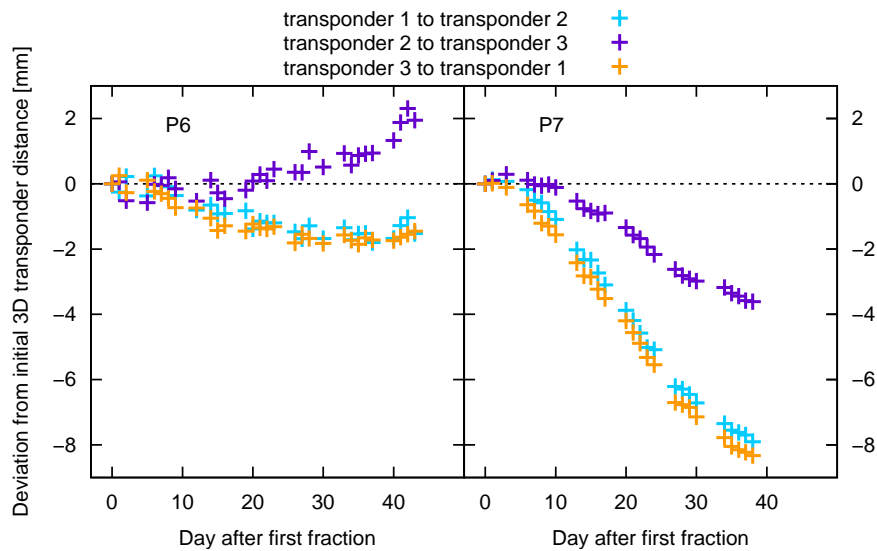 transponder 1 to transponder 2
transponder 2 to transponder 3
transponder 3 to transponder 1
Deviation from initial 3D transponder distance [mm]
P6
P7
2 2
0 0
−2 −2
−4 −4
−6 −6
−8 −8
0 10 20 30 40 0 10 20 30 40
Day after first fraction Day after first fraction